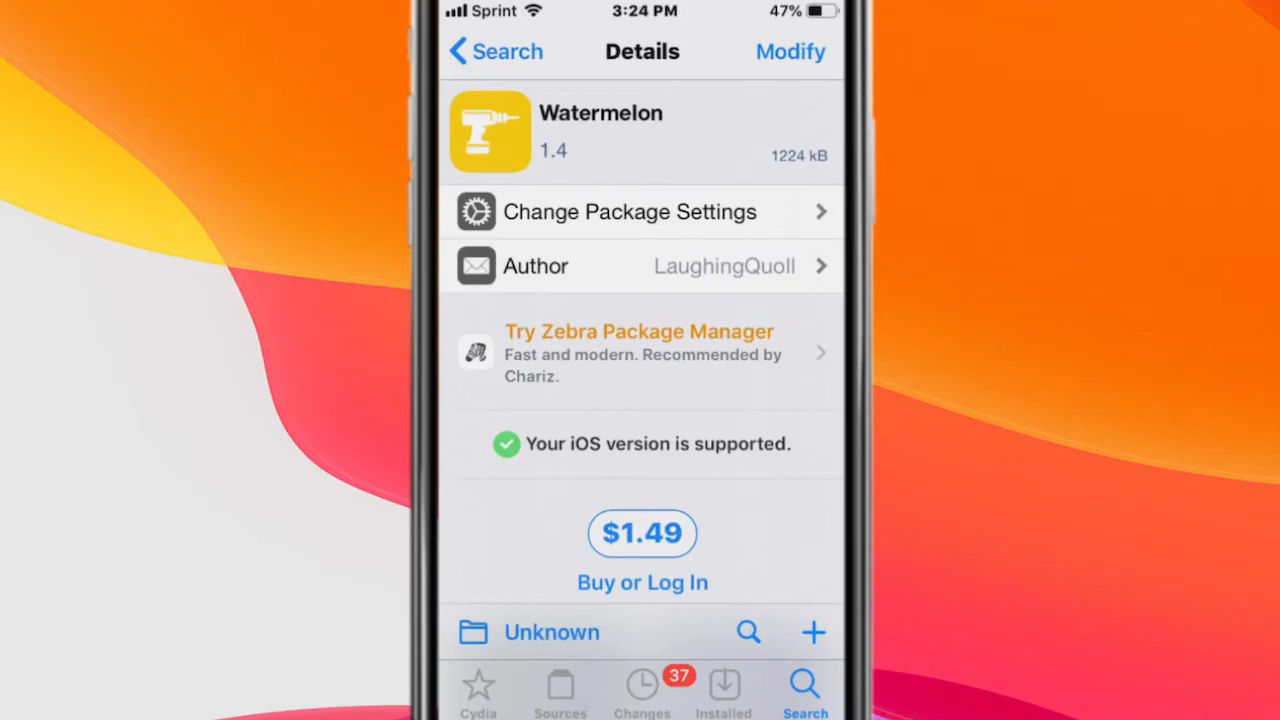 Sprint 3:24 PM 47%
Search Details Modify
Watermelon
1.4 1224 kB
Change Package Settings
Author LaughingQuoll
Try Zebra Package Manager
Fast and modern. Recommended by
Chariz.
Your iOS version is supported.
$1.49
Buy or Log In
Unknown
37
Cydia Sources Changes Installed Search